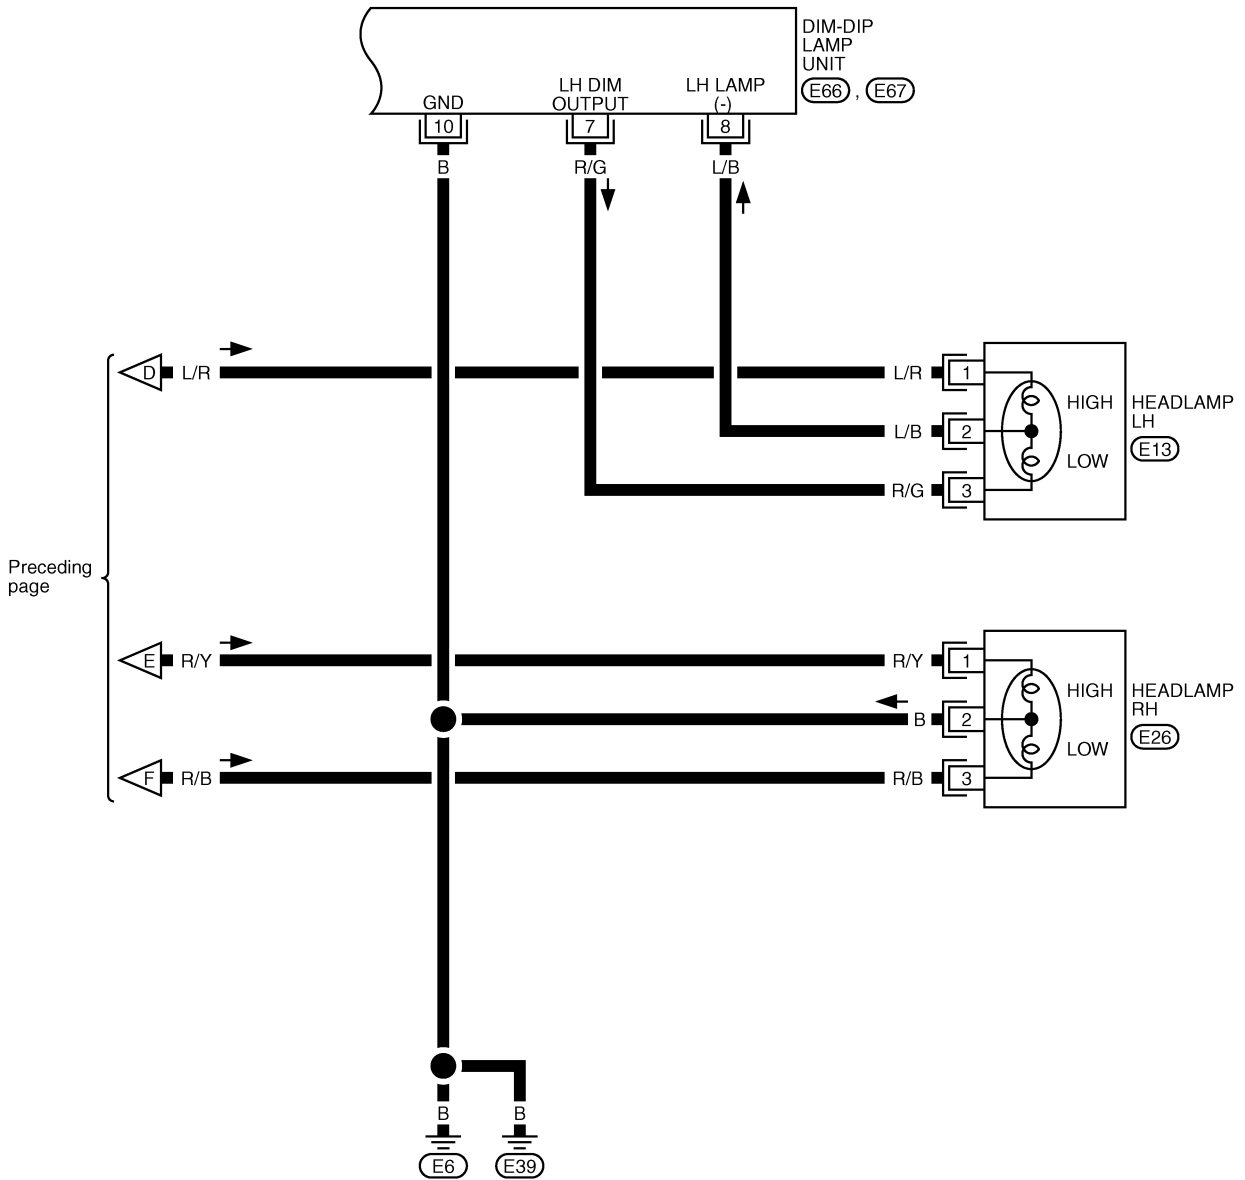 DIM-DIP
LAMP
UNIT
E66 , E67
GND
LH DIM
OUTPUT
LH LAMP
(-)
10
7
8
B
R/G
L/B
D
L/R
L/R
1
HIGH
HEADLAMP
LH
E13
L/B
2
LOW
R/G
3
Preceding
page
E
R/Y
R/Y
1
HIGH
HEADLAMP
RH
E26
B
2
LOW
F
R/B
R/B
3
B
B
E6
E39